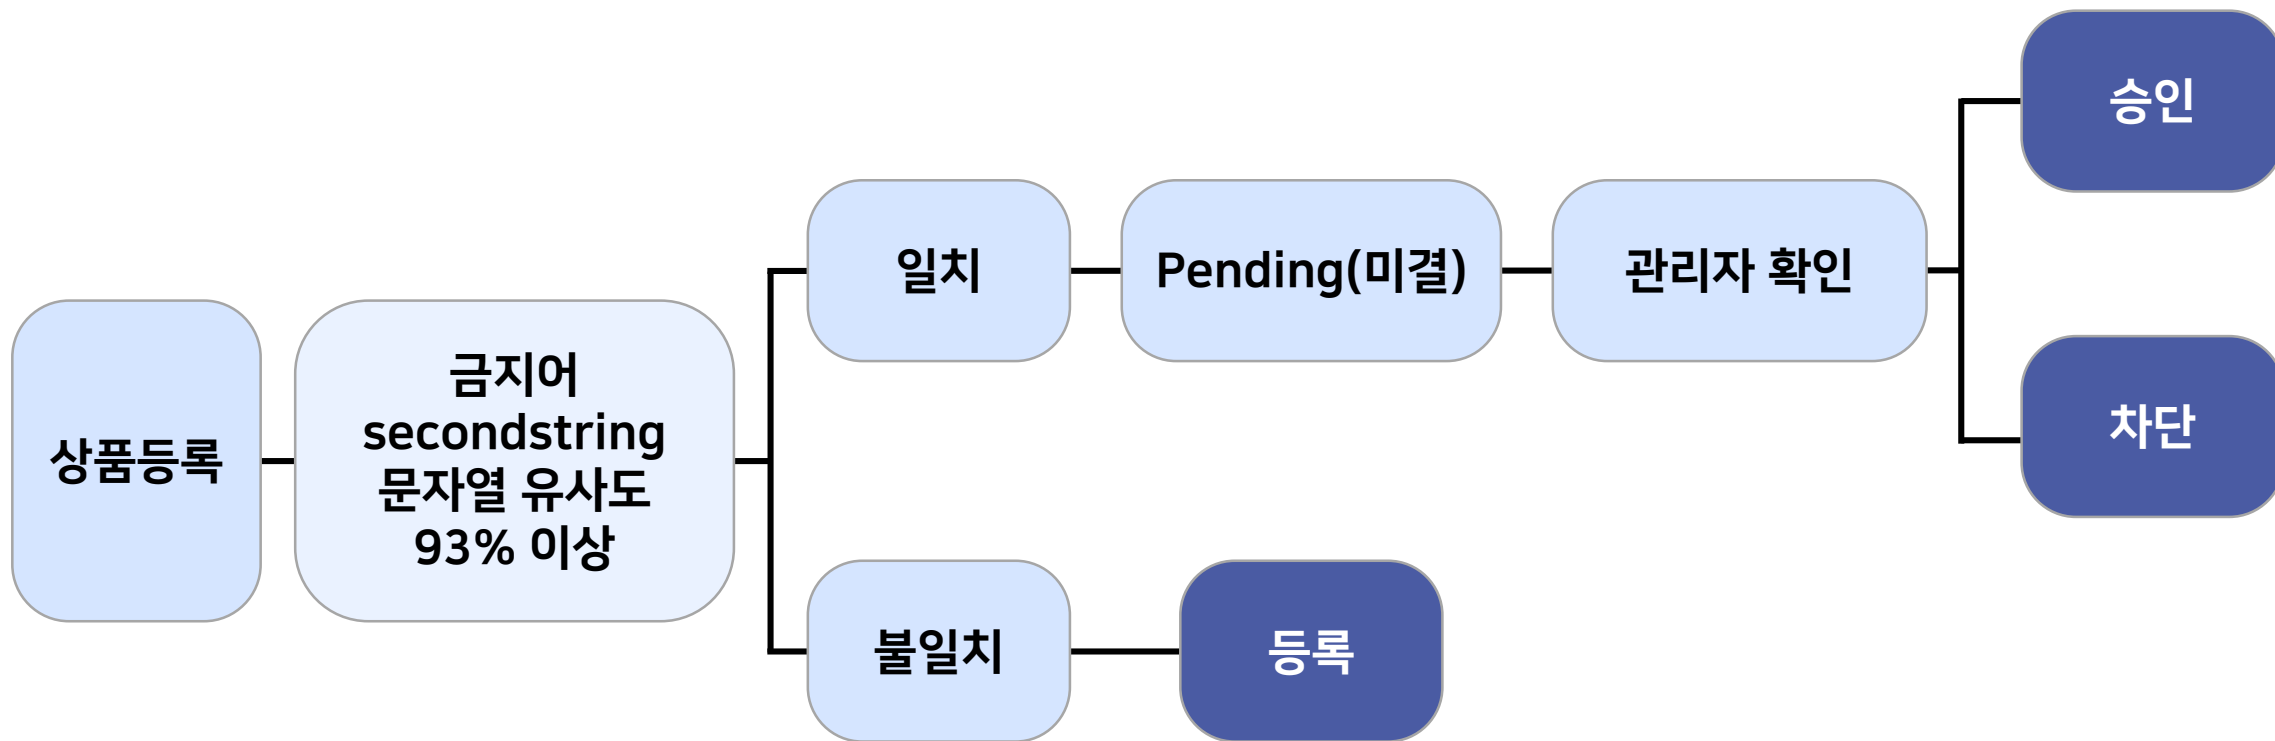 상품등록
금지어
secondstring
문자열 유사도
93% 이상
일치
Pending(미결)
관리자 확인
승인
차단
불일치
등록